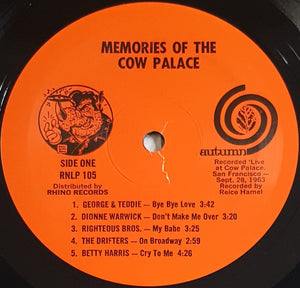 MEMORIES OF THE
COW PALACE
autumn
SIDE ONE
RNLP 105
Distributed by
RHINO RECORDS
Recorded 'Live'
at Cow Palace,
San Francisco –
Sept. 28, 1963
Recorded by
Reice Hamel
1. GEORGE & TEDDIE — Bye Bye Love 3:42
2. DIONNE WARWICK — Don't Make Me Over 3:20
3. RIGHTEOUS BROS. — My Babe 3:05
4. THE DRIFTERS — On Broadway 2:59
5. BETTY HARRIS — Cry To Me 4:26